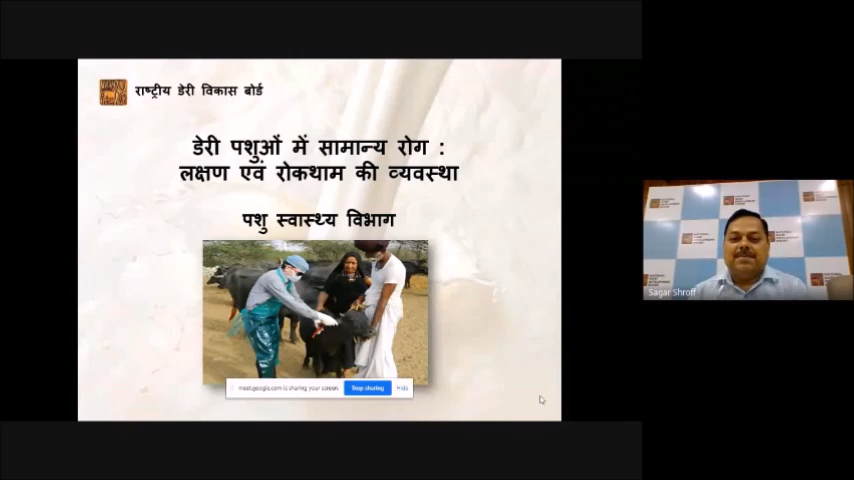 राष्ट्रीय डेरी विकास बोर्ड
डेरी पशुओं में सामान्य रोग :
लक्षण एवं रोकथाम की व्यवस्था
पशु स्वास्थ्य विभाग
meet.google.com is sharing your screen
Stop sharing
Hide
Sagar Shroff